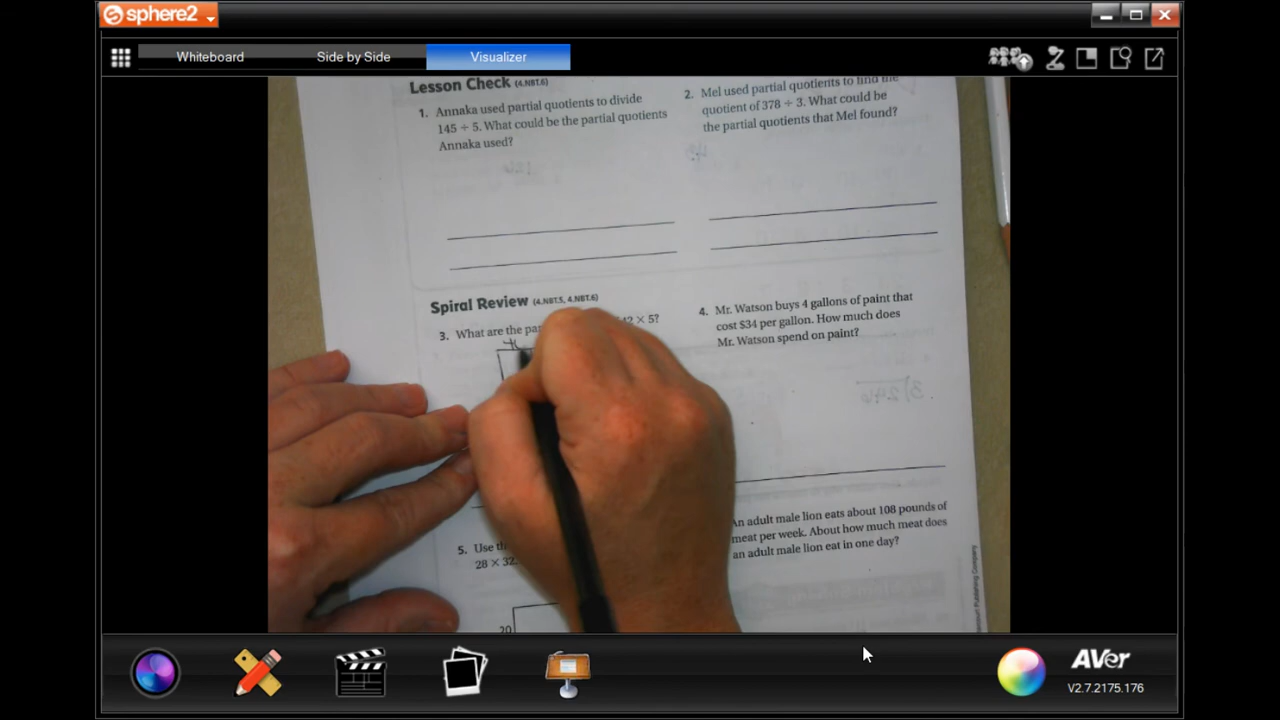 sphere2
Whiteboard
Side by Side
Visualizer
Lesson Check (4.NBT.6)
1. Annaka used partial quotients to divide
145 ÷ 5. What could be the partial quotients
Annaka used?
2. Mel used partial quotients to find the
quotient of 378 ÷ 3. What could be
the partial quotients that Mel found?
Spiral Review (4.NBT.5, 4.NBT.6)
3. What are the × 5?
4. Mr. Watson buys 4 gallons of paint that
cost $34 per gallon. How much does
Mr. Watson spend on paint?
3)246
5. Use
28 × 32.
20
An adult male lion eats about 108 pounds of
meat per week. About how much meat does
an adult male lion eat in one day?
Publishing Company
AVer
V2.7.2175.176